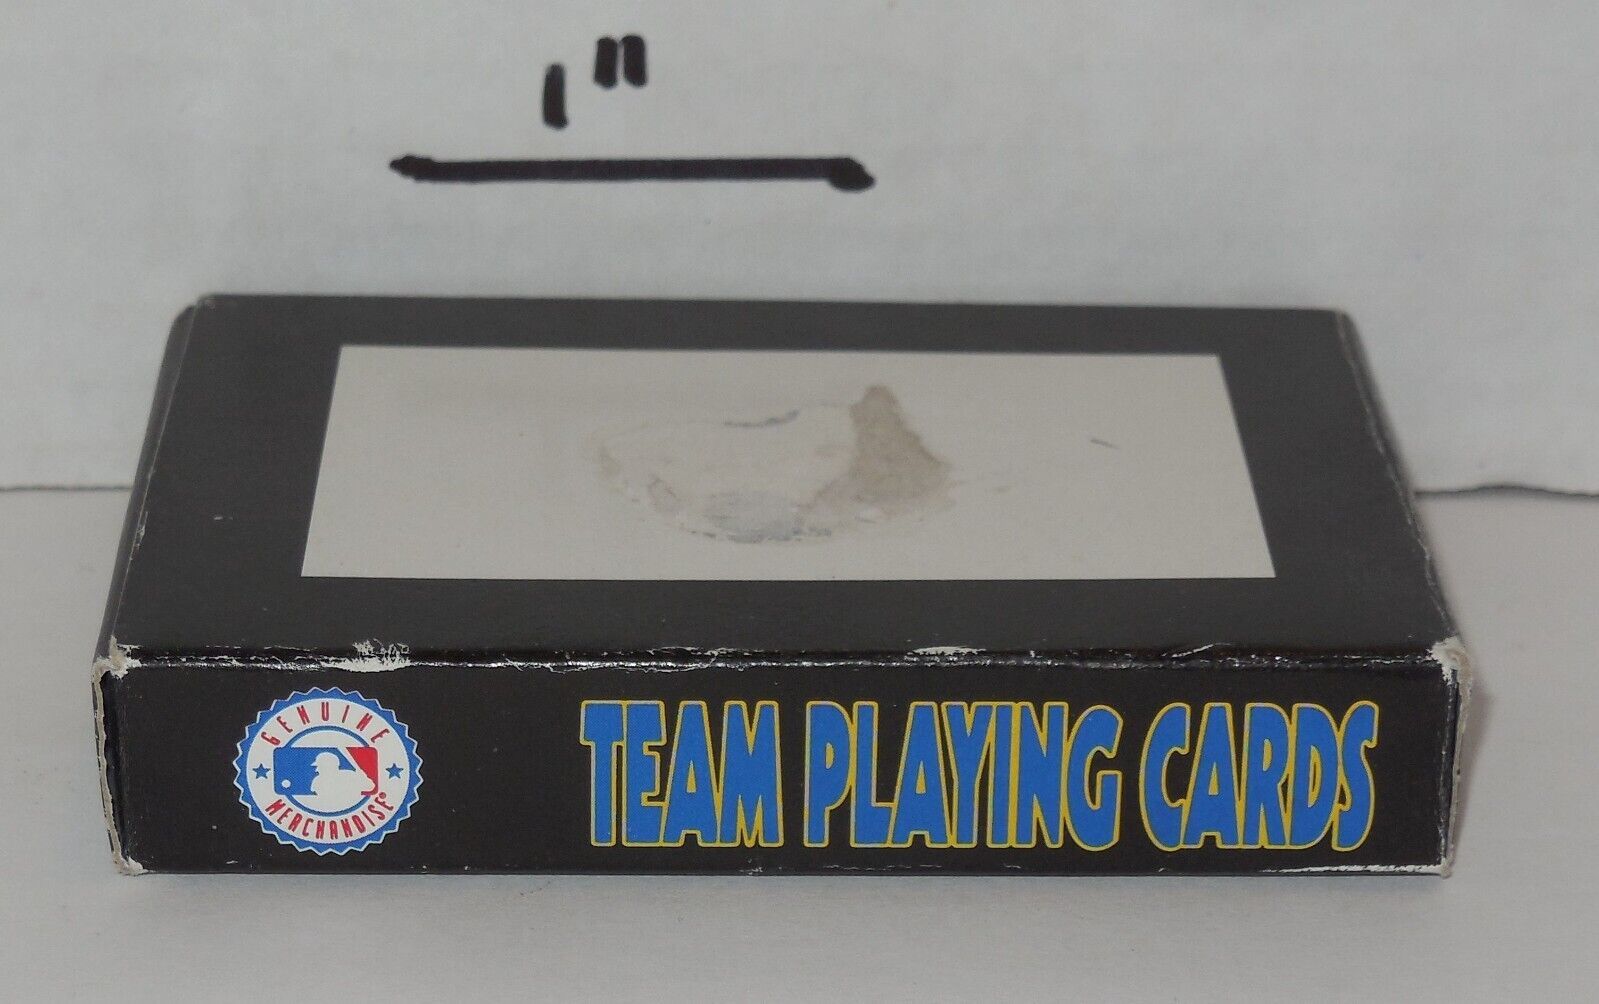 1"
GENUINE
MERCHANDISE®
TEAM PLAYING CARDS